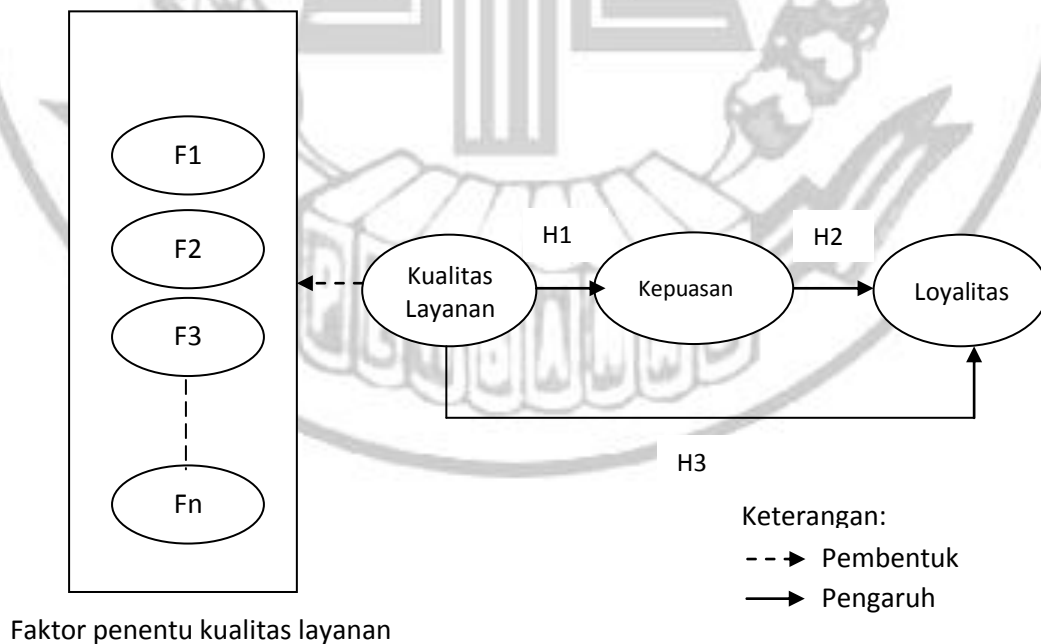 F1
F2
F3
Fn
Kualitas
Layanan
H1
Kepuasan
H2
Loyalitas
H3
Keterangan:
Pembentuk
Pengaruh
Faktor penentu kualitas layanan